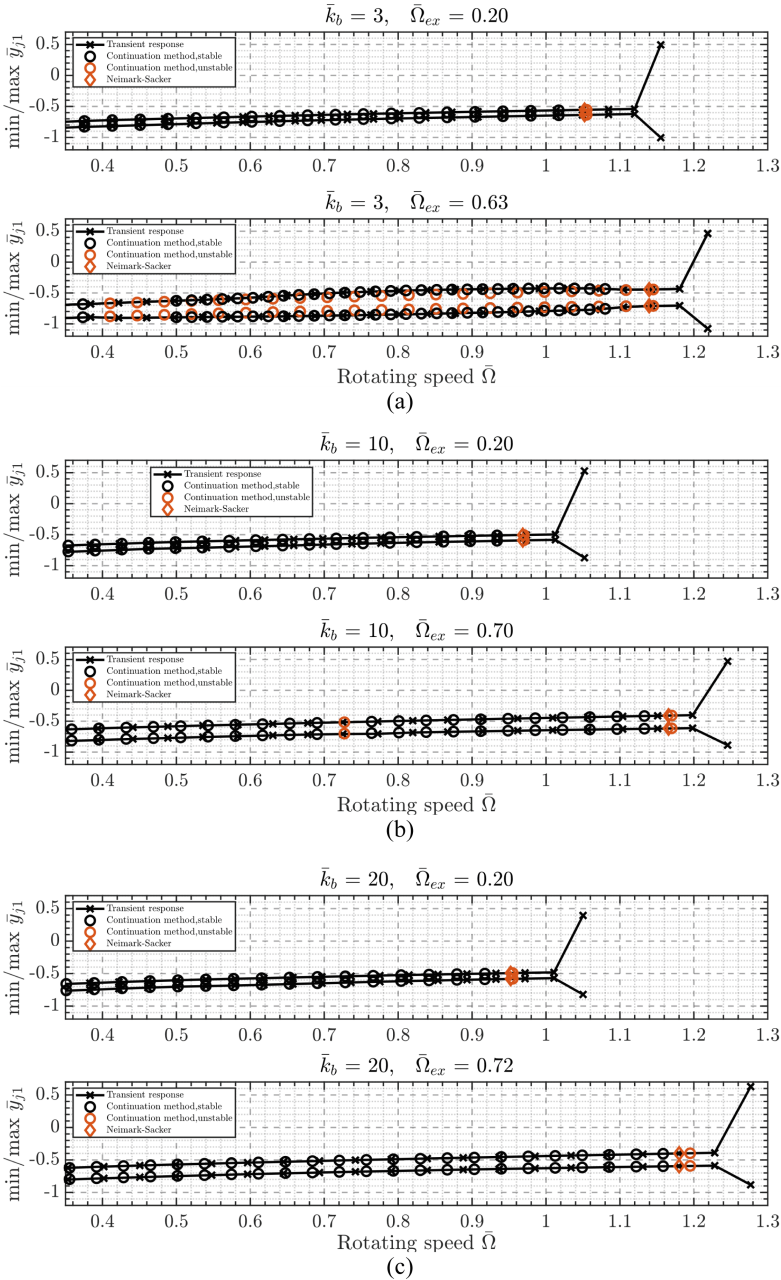 k̄_b = 3, Ω̄_ex = 0.20
min/max ȳ_j1
0.5
0
-0.5
-1
Transient response
Continuation method,stable
Continuation method,unstable
Neimark-Sacker
0.4 0.5 0.6 0.7 0.8 0.9 1 1.1 1.2 1.3
k̄_b = 3, Ω̄_ex = 0.63
min/max ȳ_j1
0.5
0
-0.5
-1
Transient response
Continuation method,stable
Continuation method,unstable
Neimark-Sacker
0.4 0.5 0.6 0.7 0.8 0.9 1 1.1 1.2 1.3
Rotating speed Ω̄
(a)
k̄_b = 10, Ω̄_ex = 0.20
min/max ȳ_j1
0.5
0
-0.5
-1
Transient response
Continuation method,stable
Continuation method,unstable
Neimark-Sacker
0.4 0.5 0.6 0.7 0.8 0.9 1 1.1 1.2 1.3
k̄_b = 10, Ω̄_ex = 0.70
min/max ȳ_j1
0.5
0
-0.5
-1
Transient response
Continuation method,stable
Continuation method,unstable
Neimark-Sacker
0.4 0.5 0.6 0.7 0.8 0.9 1 1.1 1.2 1.3
Rotating speed Ω̄
(b)
k̄_b = 20, Ω̄_ex = 0.20
min/max ȳ_j1
0.5
0
-0.5
-1
Transient response
Continuation method,stable
Continuation method,unstable
Neimark-Sacker
0.4 0.5 0.6 0.7 0.8 0.9 1 1.1 1.2 1.3
k̄_b = 20, Ω̄_ex = 0.72
min/max ȳ_j1
0.5
0
-0.5
-1
Transient response
Continuation method,stable
Continuation method,unstable
Neimark-Sacker
0.4 0.5 0.6 0.7 0.8 0.9 1 1.1 1.2 1.3
Rotating speed Ω̄
(c)